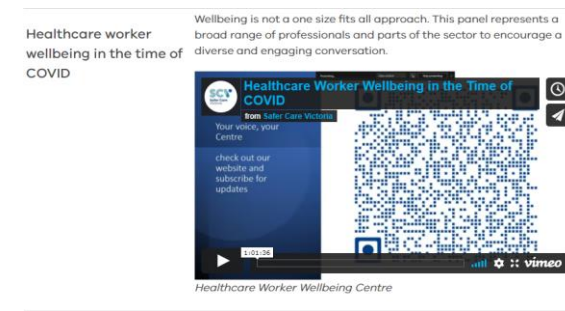 Healthcare worker
wellbeing in the time of
COVID
Wellbeing is not a one size fits all approach. This panel represents a
broad range of professionals and parts of the sector to encourage a
diverse and engaging conversation.
SCV
Healthcare Worker Wellbeing in the Time of
COVID
from Safer Care Victoria
Your voice, your
Centre
check out our
website and
subscribe for
updates
1:01:36
vimeo
Healthcare Worker Wellbeing Centre